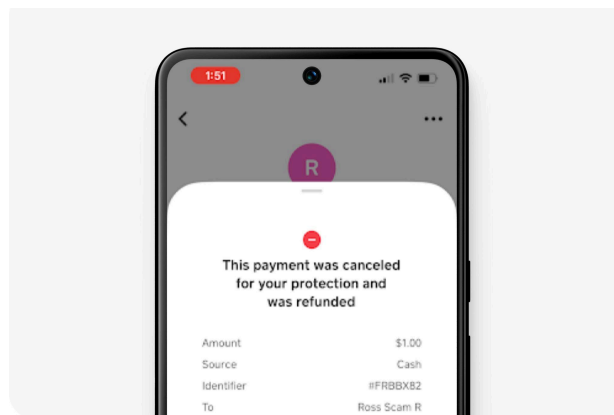 1:51
R
This payment was canceled
for your protection and
was refunded
Amount $1.00
Source Cash
Identifier #FRBBX82
To Ross Scam R